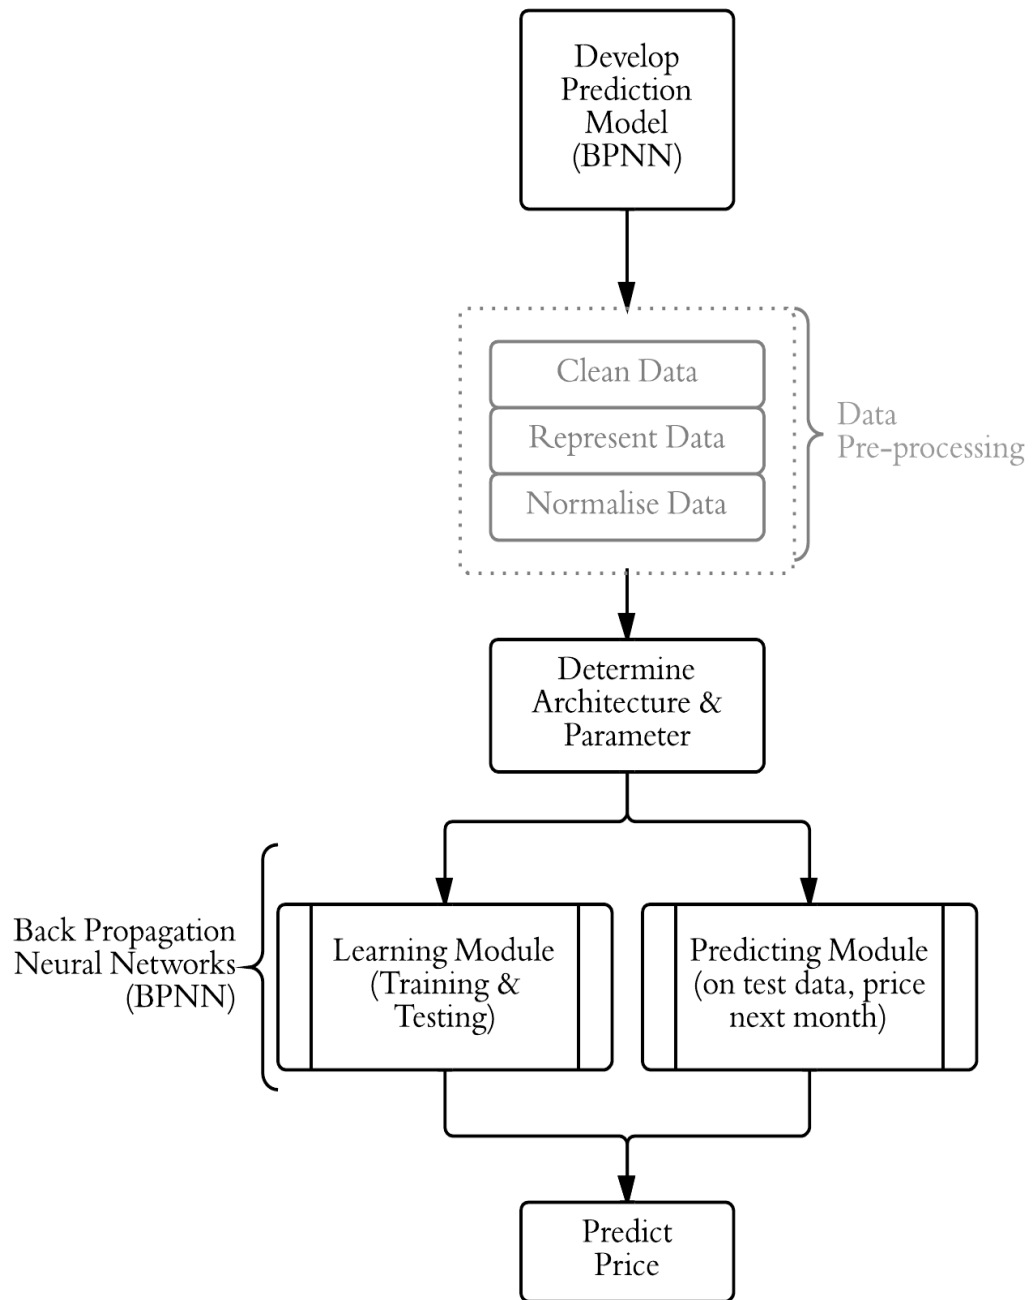 Develop
Prediction
Model
(BPNN)
Clean Data
Represent Data
Normalise Data
Data
Pre-processing
Determine
Architecture &
Parameter
Back Propagation
Neural Networks
(BPNN)
Learning Module
(Training &
Testing)
Predicting Module
(on test data, price
next month)
Predict
Price